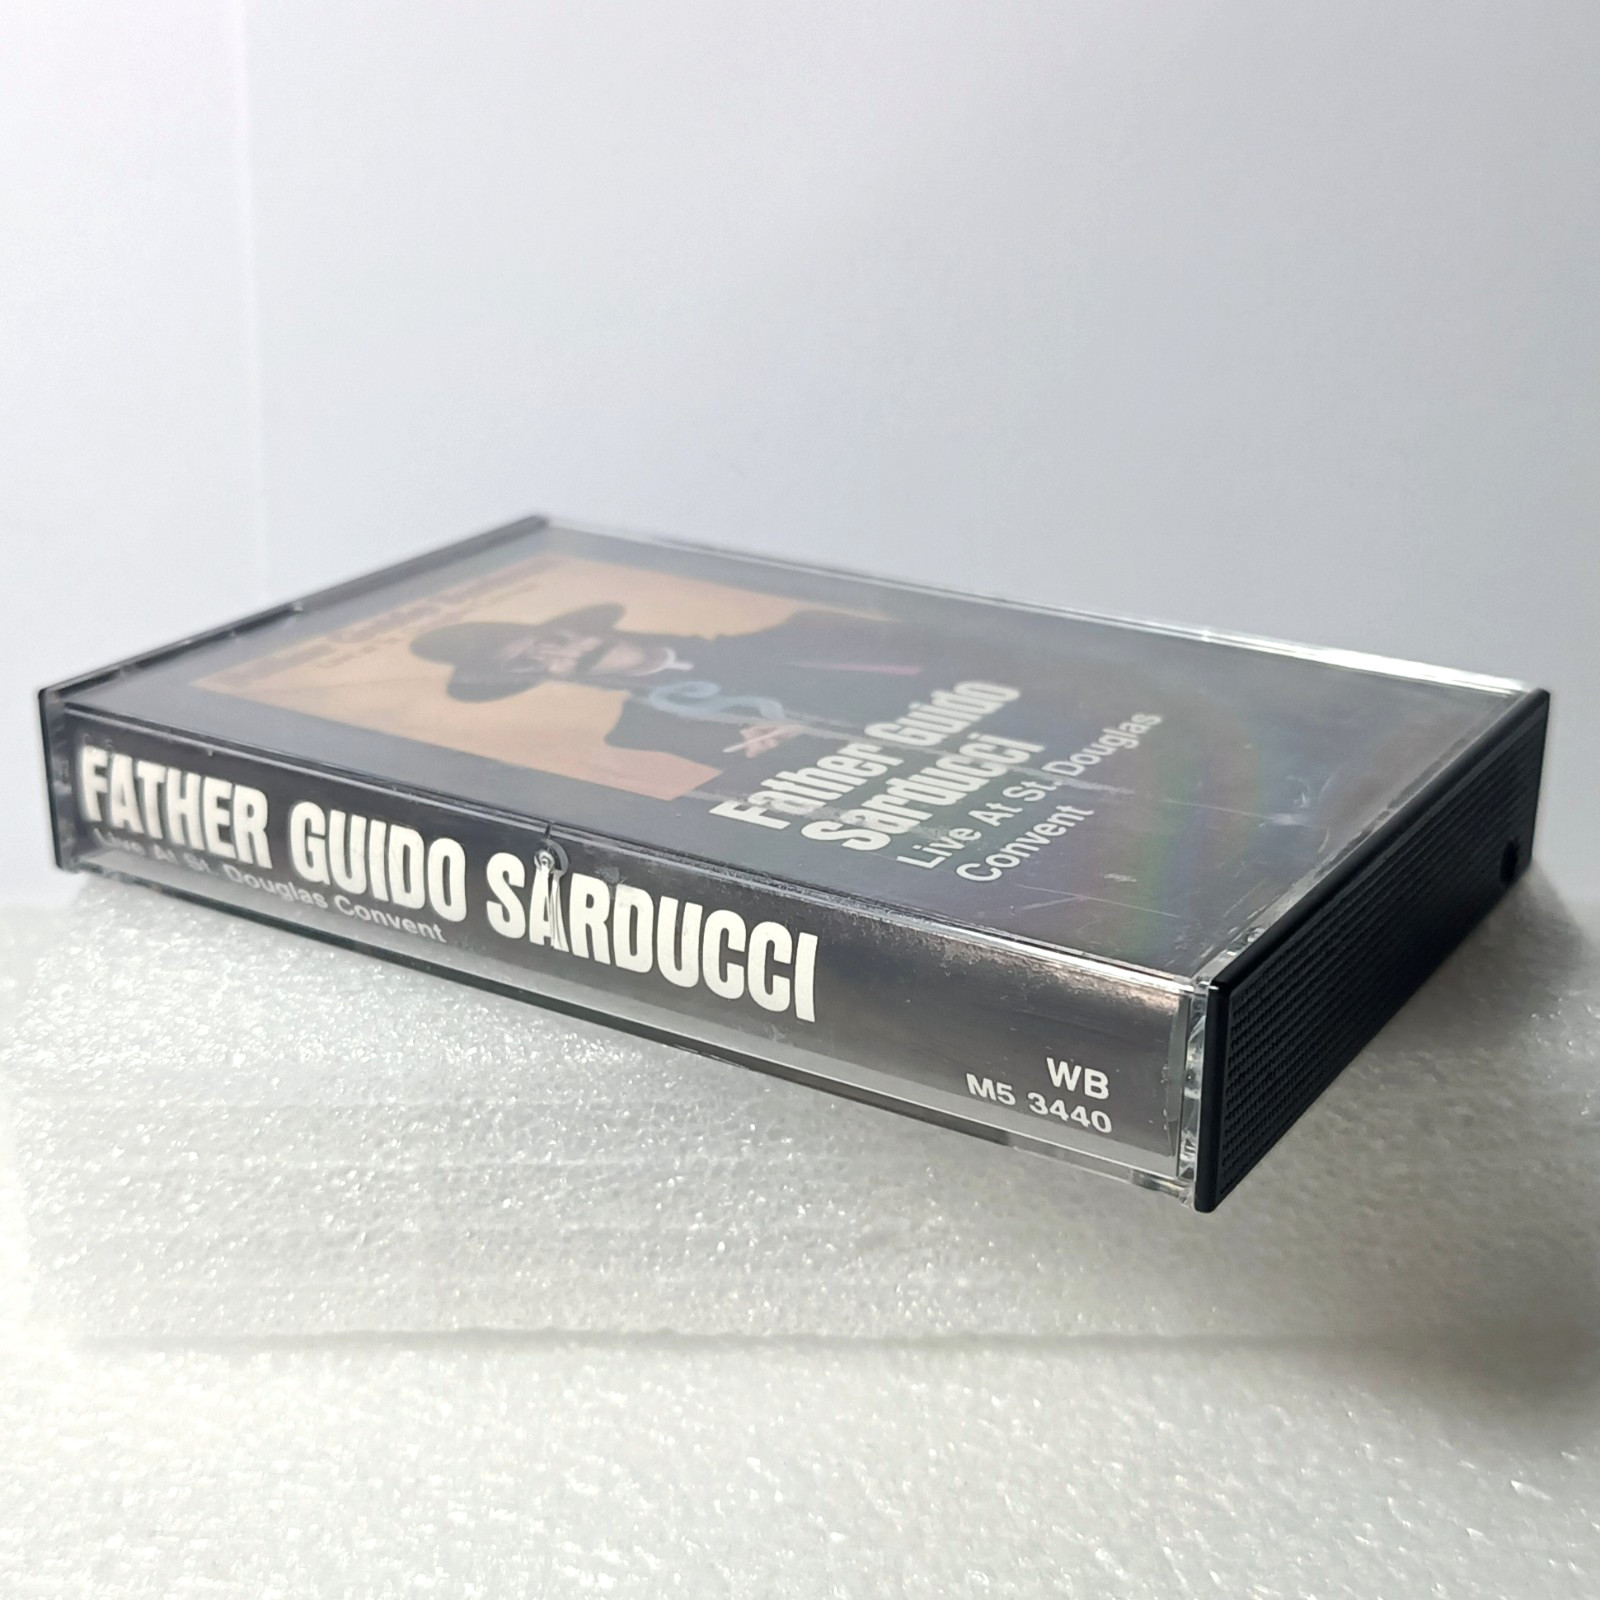 Father Guido
Sarducci
Live At St. Douglas
Convent
FATHER GUIDO SARDUCCI
Live At St. Douglas Convent
WB
M5 3440